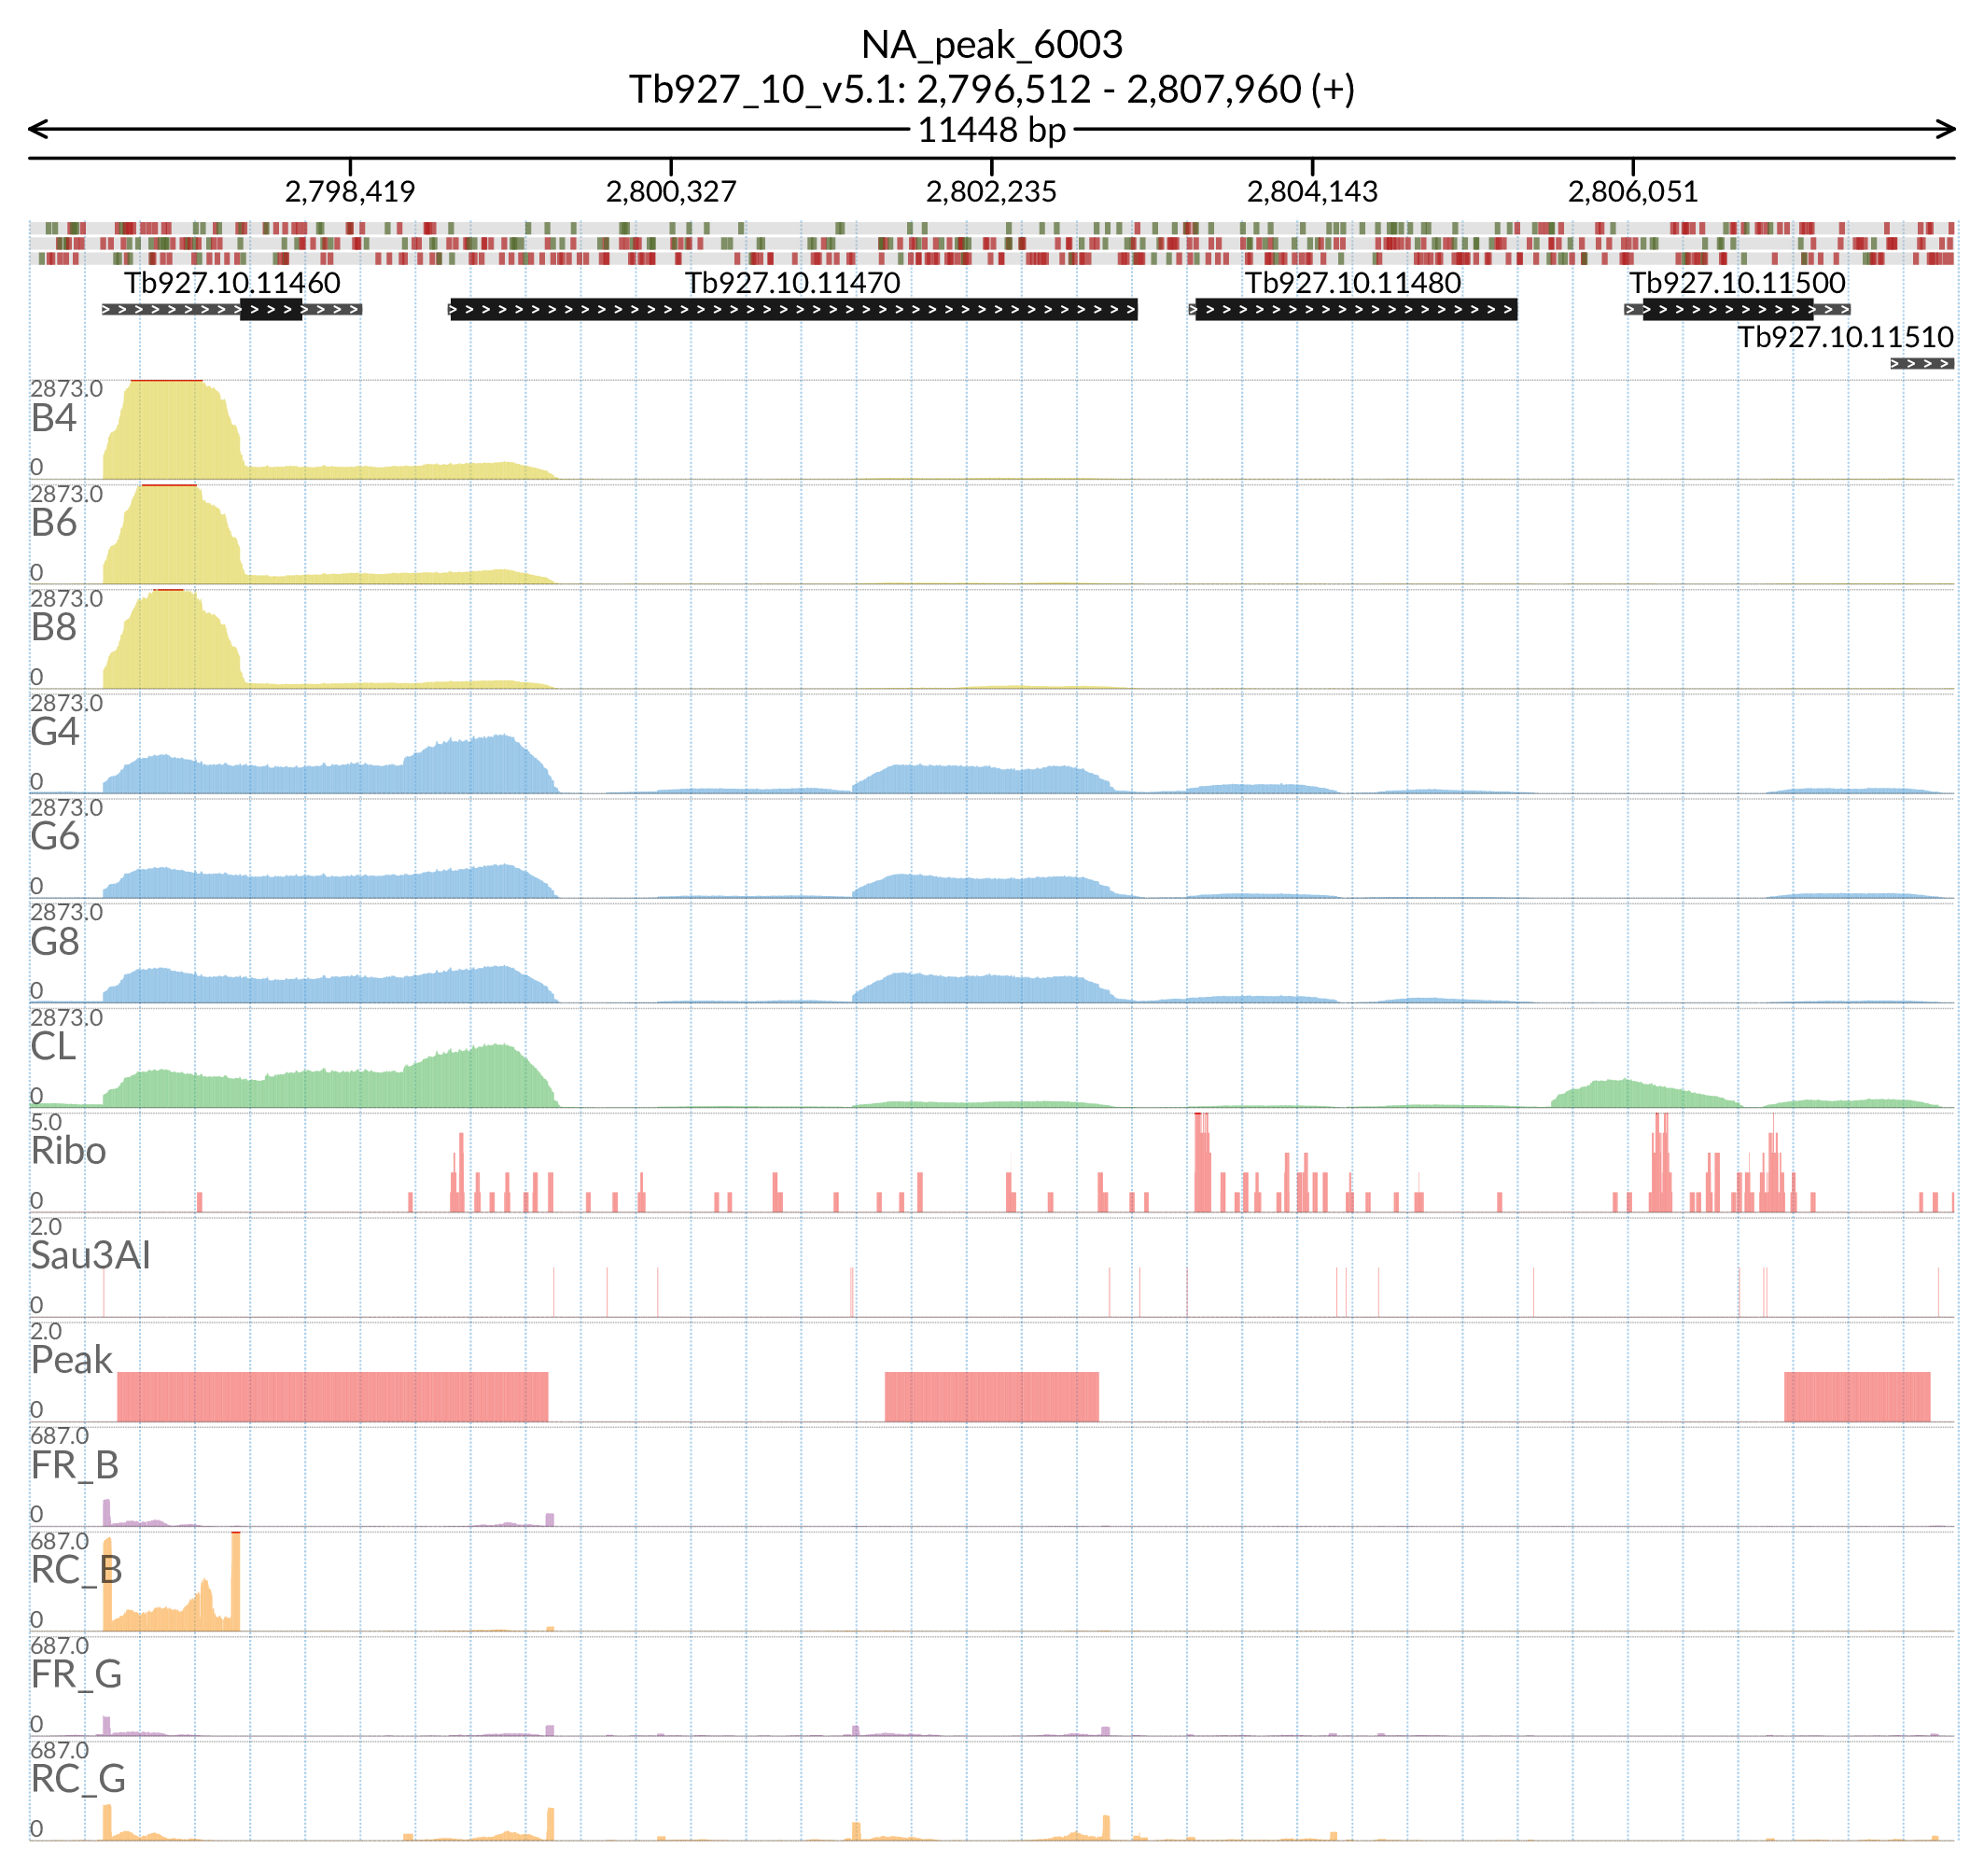 NA_peak_6003
Tb927_10_v5.1: 2,796,512 - 2,807,960 (+)
11448 bp
2,798,419 2,800,327 2,802,235 2,804,143 2,806,051
Tb927.10.11460 Tb927.10.11470 Tb927.10.11480 Tb927.10.11500
Tb927.10.11510
2873.0
B4
0
2873.0
B6
0
2873.0
B8
0
2873.0
G4
0
2873.0
G6
0
2873.0
G8
0
2873.0
CL
0
5.0
Ribo
0
2.0
Sau3AI
0
2.0
Peak
0
687.0
FR_B
0
687.0
RC_B
0
687.0
FR_G
0
687.0
RC_G
0